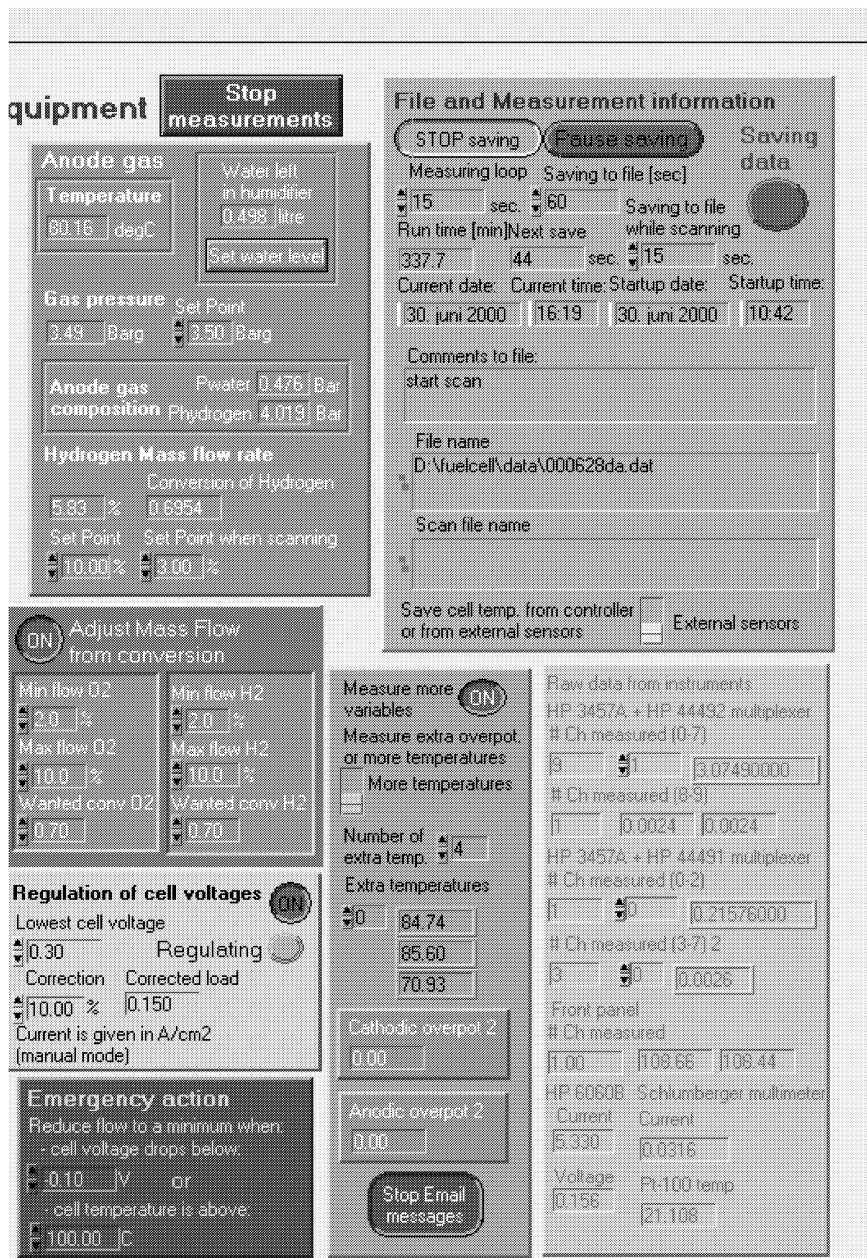 quipment
Stop
measurements
Anode gas
Temperature
80.16 degC
Water left
in humidifier
0.498 litre
Set water level
Gas pressure Set Point
3.49 Barg 3.50 Barg
Anode gas
composition
Pwater 0.476 Bar
Phydrogen 4.019 Bar
Hydrogen Mass flow rate
Conversion of Hydrogen
5.83 % 0.6954
Set Point Set Point when scanning
10.00 % 3.00 %
File and Measurement information
STOP saving Pause saving
Saving
data
Measuring loop Saving to file [sec]
15 sec. 60
Saving to file
while scanning
Run time [min] Next save
337.7 44 sec. 15 sec.
Current date: Current time: Startup date: Startup time:
30. juni 2000 16:19 30. juni 2000 10:42
Comments to file:
start scan
File name
D:\fuelcell\data\000628da.dat
Scan file name
Save cell temp. from controller
or from external sensors
External sensors
ON Adjust Mass Flow
from conversion
Min flow O2 Min flow H2
2.0 % 2.0 %
Max flow O2 Max flow H2
10.0 % 10.0 %
Wanted conv O2 Wanted conv H2
0.70 0.70
Regulation of cell voltages ON
Lowest cell voltage
0.30 Regulating
Correction Corrected load
10.00 % 0.150
Current is given in A/cm2
(manual mode)
Emergency action
Reduce flow to a minimum when:
- cell voltage drops below:
-0.10 V or
- cell temperature is above:
100.00 C
Measure more
variables ON
Measure extra overpot.
or more temperatures
More temperatures
Number of
extra temp. 4
Extra temperatures
0 84.74
85.60
70.93
Cathodic overpot 2
0.00
Anodic overpot 2
0.00
Stop Email
messages
Raw data from instruments
HP 3457A + HP 44492 multiplexer
# Ch measured (0-7)
9 1 3.07490000
# Ch measured (8-9)
1 0.0024 0.0024
HP 3457A + HP 44491 multiplexer
# Ch measured (0-2)
1 0 0.21576000
# Ch measured (3-7) 2
3 0 0.0026
Front panel
# Ch measured
1.00 108.66 108.44
HP 6060B Schlumberger multimeter
Current Current
5.330 0.0316
Voltage Pt-100 temp
0.156 21.108